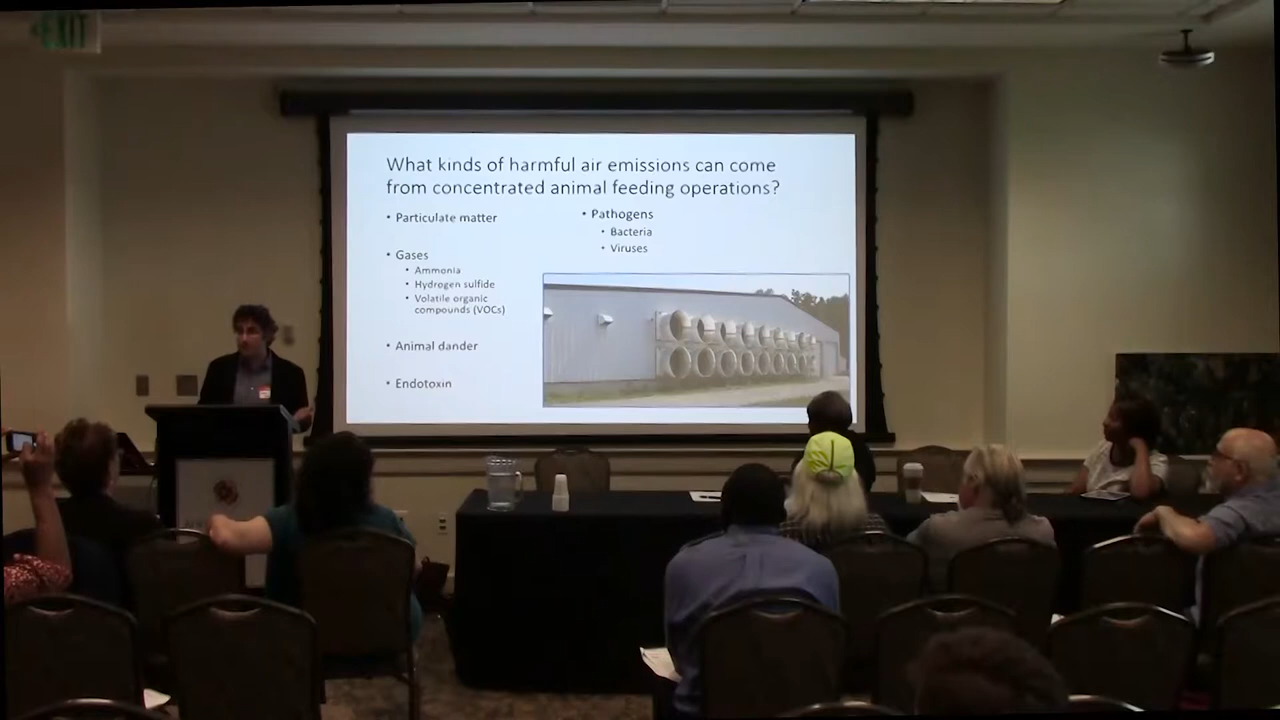 EXIT
What kinds of harmful air emissions can come
from concentrated animal feeding operations?
• Particulate matter
• Gases
• Ammonia
• Hydrogen sulfide
• Volatile organic
compounds (VOCs)
• Animal dander
• Endotoxin
• Pathogens
• Bacteria
• Viruses